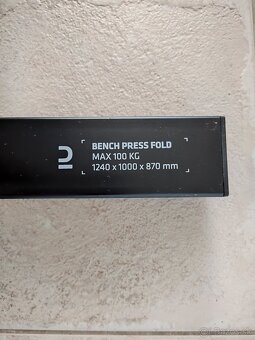 BENCH PRESS FOLD
MAX 100 KG
1240 x 1000 x 870 mm